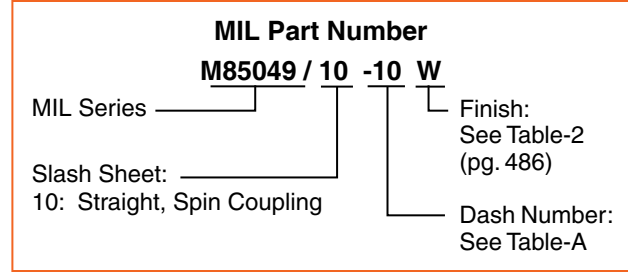 MIL Part Number
M85049 / 10 -10 W
MIL Series
Finish:
See Table-2
(pg. 486)
Slash Sheet:
10: Straight, Spin Coupling
Dash Number:
See Table-A